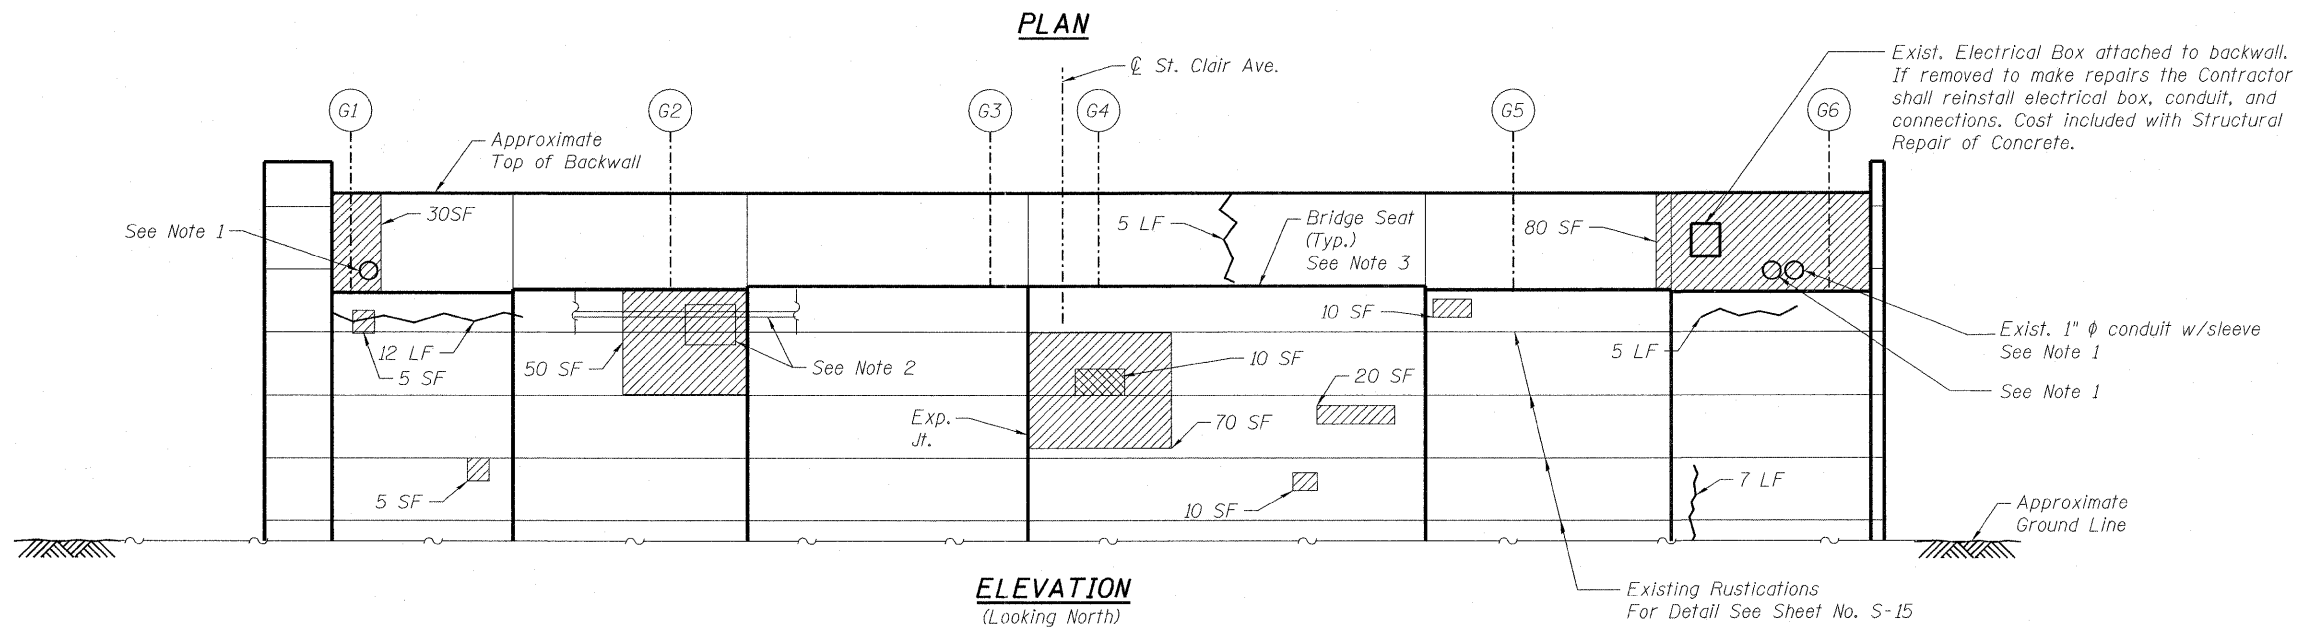 PLAN
℄ St. Clair Ave.
Exist. Electrical Box attached to backwall.
If removed to make repairs the Contractor
shall reinstall electrical box, conduit, and
connections. Cost included with Structural
Repair of Concrete.
G1
G2
G3
G4
G5
G6
Approximate
Top of Backwall
See Note 1
30SF
5 LF
Bridge Seat
(Typ.)
See Note 3
80 SF
12 LF
5 SF
50 SF
See Note 2
10 SF
10 SF
20 SF
70 SF
Exp.
Jt.
5 LF
Exist. 1" ϕ conduit w/sleeve
See Note 1
See Note 1
5 SF
10 SF
7 LF
Approximate
Ground Line
ELEVATION
(Looking North)
Existing Rustications
For Detail See Sheet No. S-15